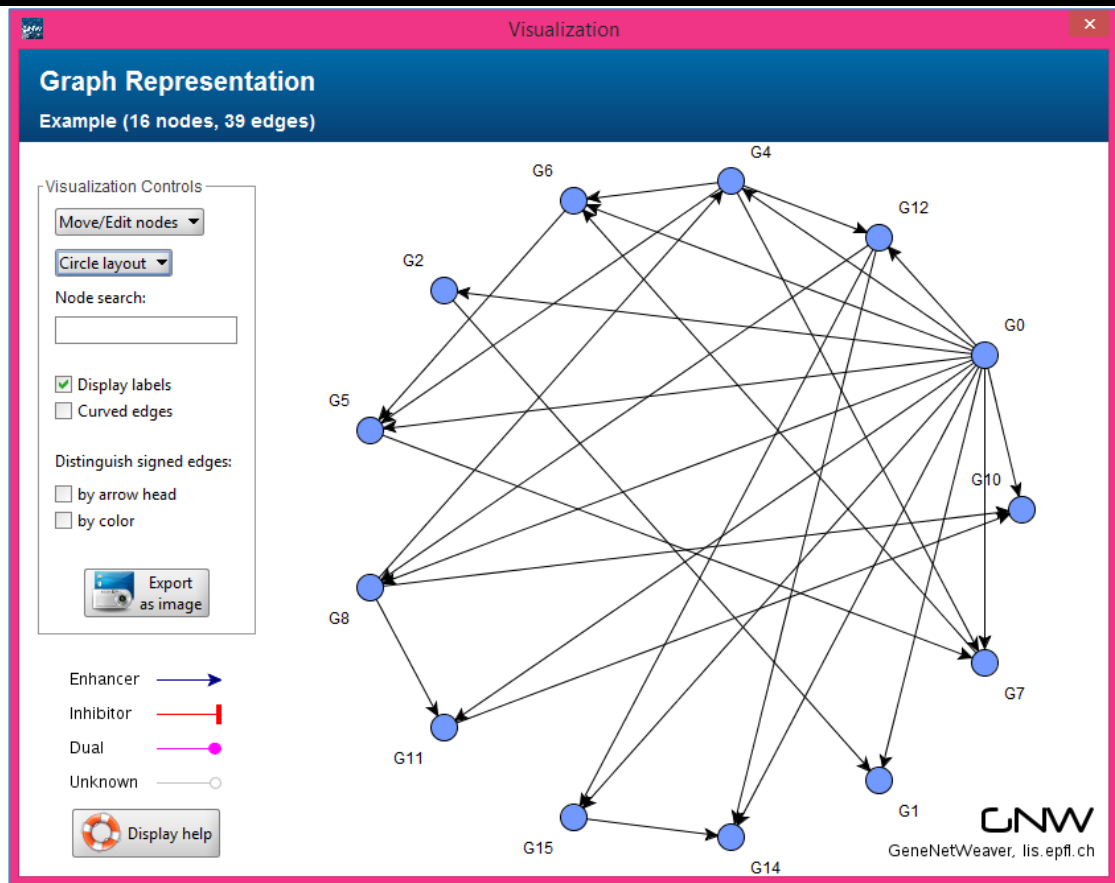 Visualization
Graph Representation
Example (16 nodes, 39 edges)
Visualization Controls
Move/Edit nodes
Circle layout
Node search:
Display labels
Curved edges
Distinguish signed edges:
by arrow head
by color
Export
as image
Enhancer
Inhibitor
Dual
Unknown
Display help
G4
G6
G12
G2
G0
G5
G10
G8
G7
G11
G1
G15
G14
GNW
GeneNetWeaver, lis.epfl.ch